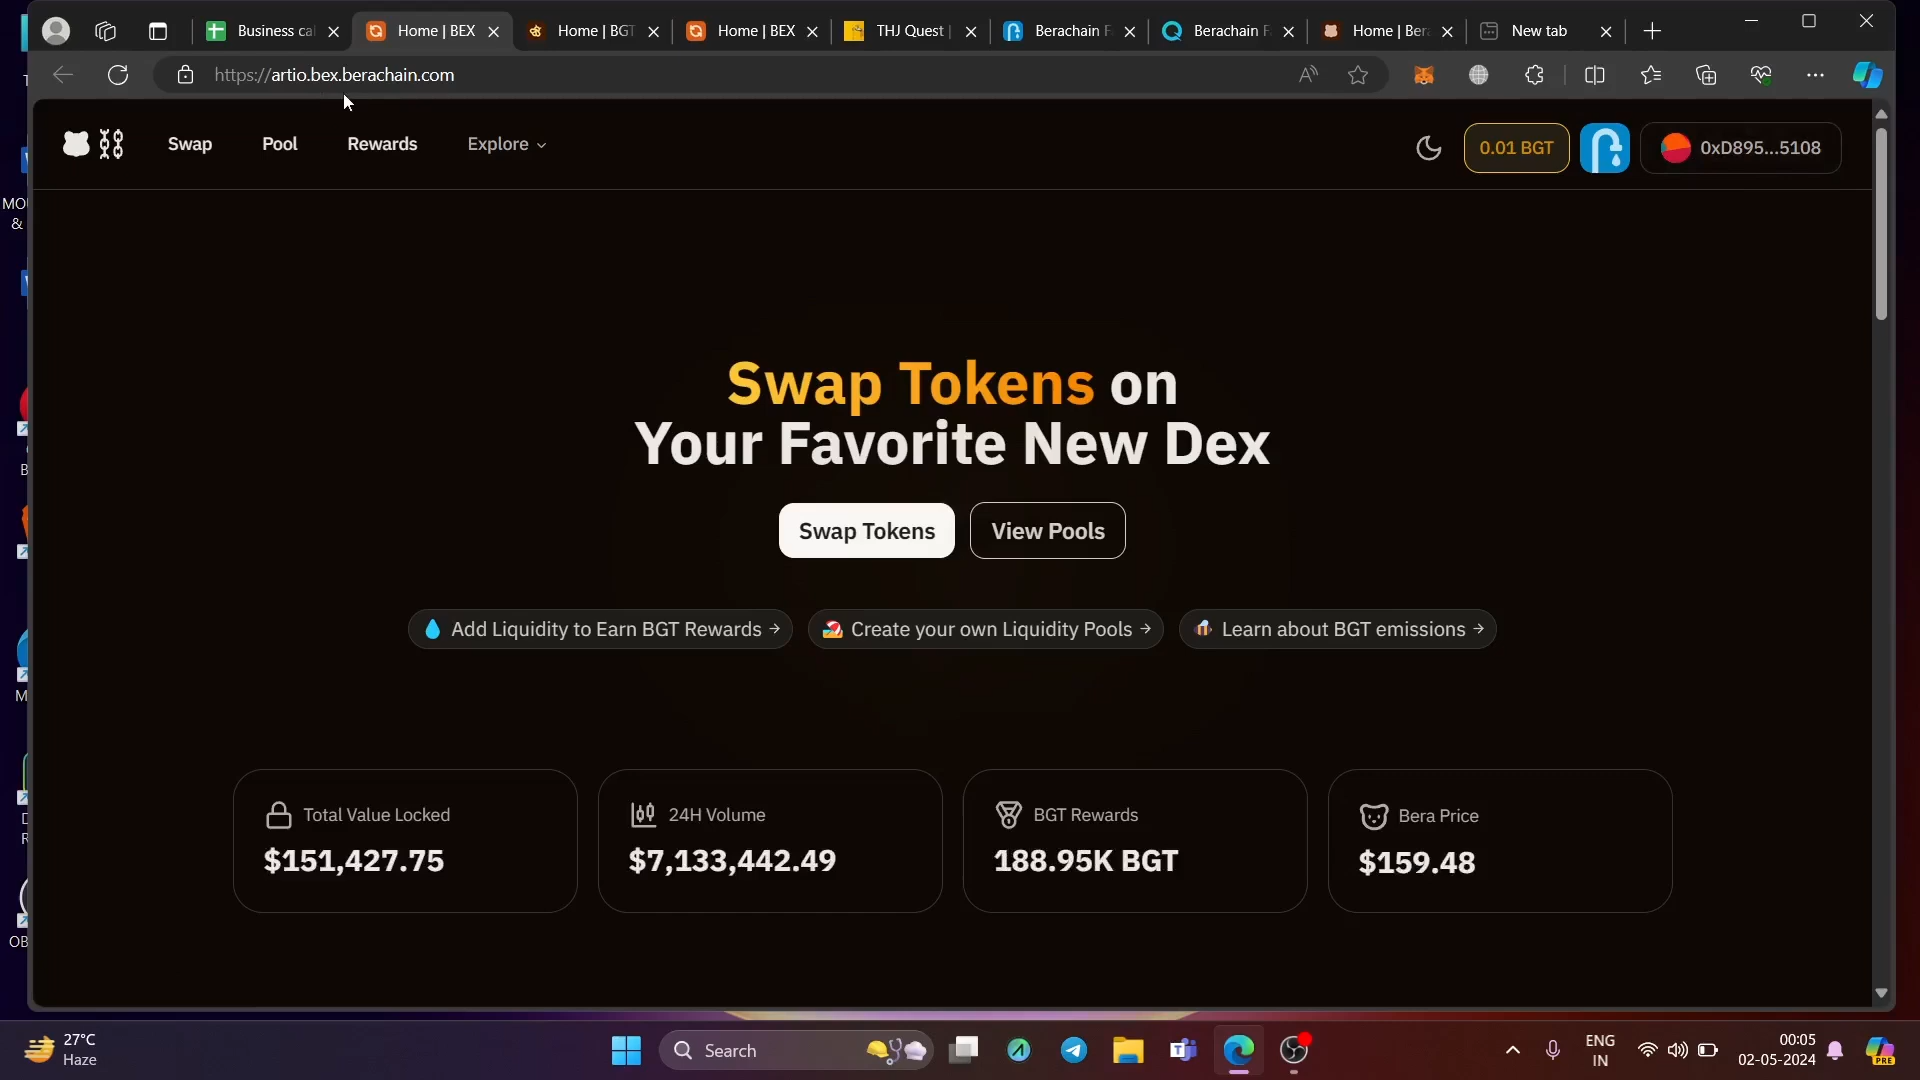 Business cal
Home | BEX
Home | BGT
Home | BEX
THJ Quest |
Berachain F
Berachain F
Home | Bera
New tab
https://artio.bex.berachain.com
Swap
Pool
Rewards
Explore
0.01 BGT
0xD895...5108
Swap Tokens on
Your Favorite New Dex
Swap Tokens
View Pools
Add Liquidity to Earn BGT Rewards →
Create your own Liquidity Pools →
Learn about BGT emissions →
Total Value Locked
$151,427.75
24H Volume
$7,133,442.49
BGT Rewards
188.95K BGT
Bera Price
$159.48
MOU
&
OB
27°C
Haze
Search
ENG
IN
00:05
02-05-2024
PRE